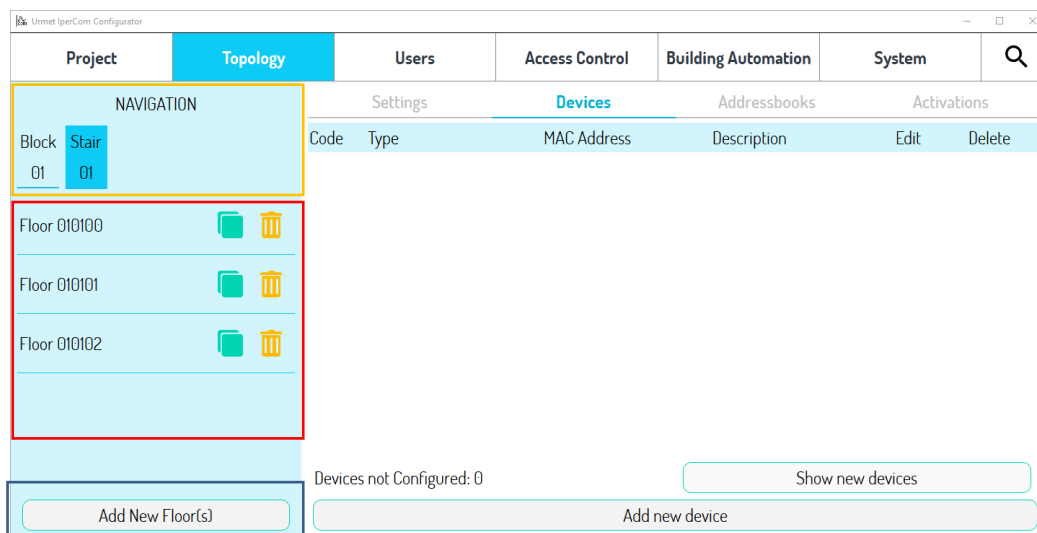 Urmet IperCom Configurator
Project Topology Users Access Control Building Automation System
NAVIGATION
Settings Devices Addressbooks Activations
Block Stair
01 01
Code Type MAC Address Description Edit Delete
Floor 010100
Floor 010101
Floor 010102
Devices not Configured: 0 Show new devices
Add New Floor(s) Add new device